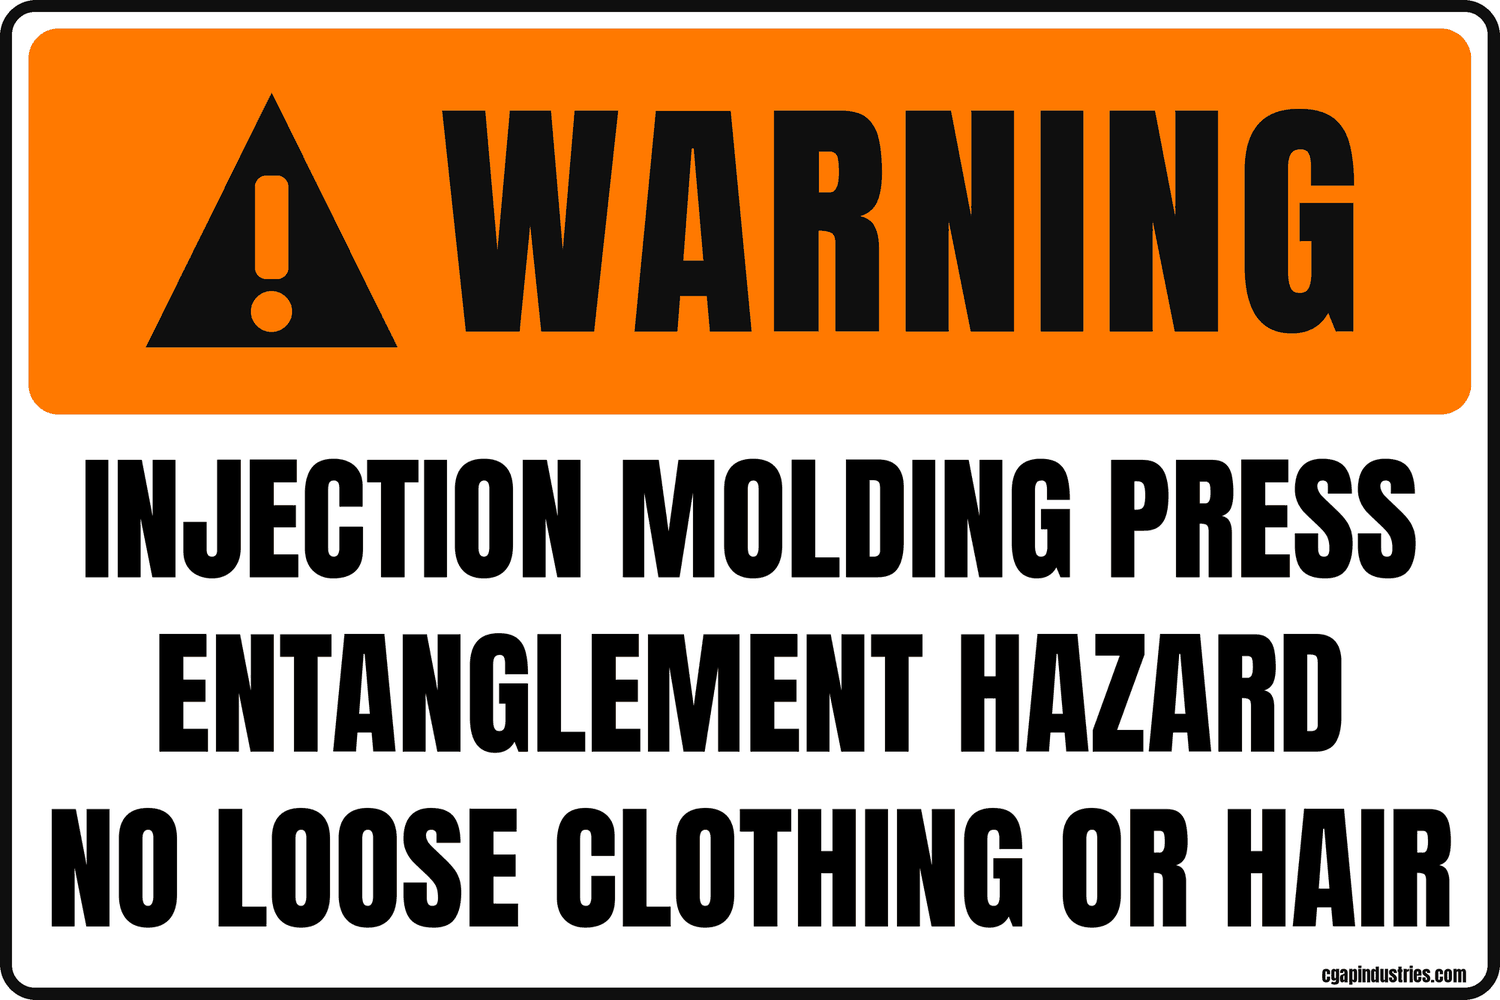 WARNING
INJECTION MOLDING PRESS
ENTANGLEMENT HAZARD
NO LOOSE CLOTHING OR HAIR
cgapindustries.com